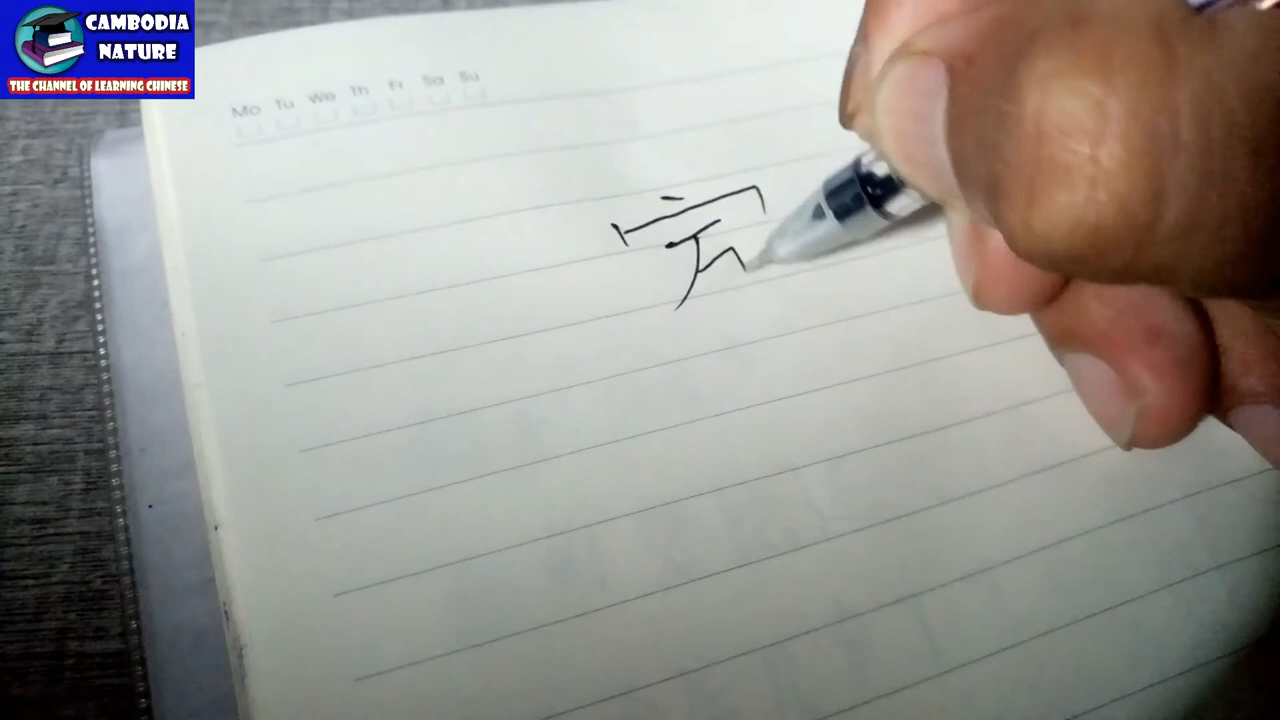 CAMBODIA
NATURE
THE CHANNEL OF LEARNING CHINESE
Mo Tu We Th Fr Sa Su